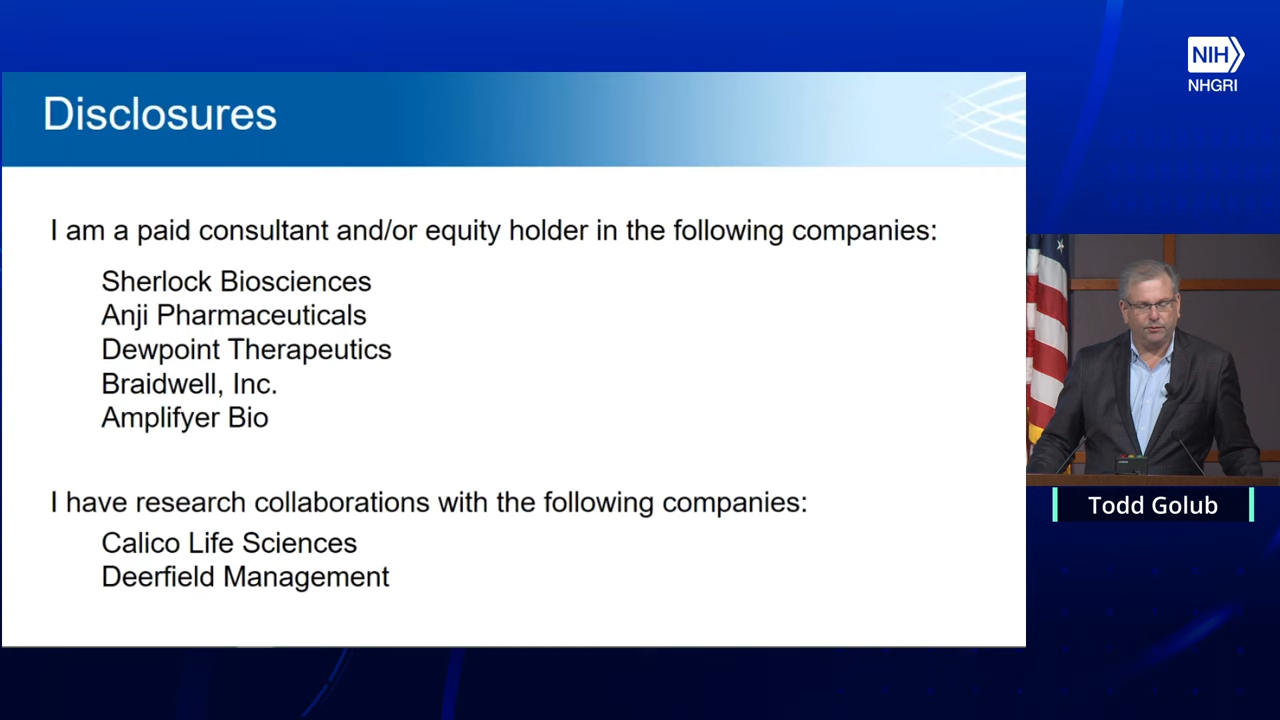 NIH
NHGRI
Disclosures
I am a paid consultant and/or equity holder in the following companies:
Sherlock Biosciences
Anji Pharmaceuticals
Dewpoint Therapeutics
Braidwell, Inc.
Amplifyer Bio
I have research collaborations with the following companies:
Calico Life Sciences
Deerfield Management
Todd Golub